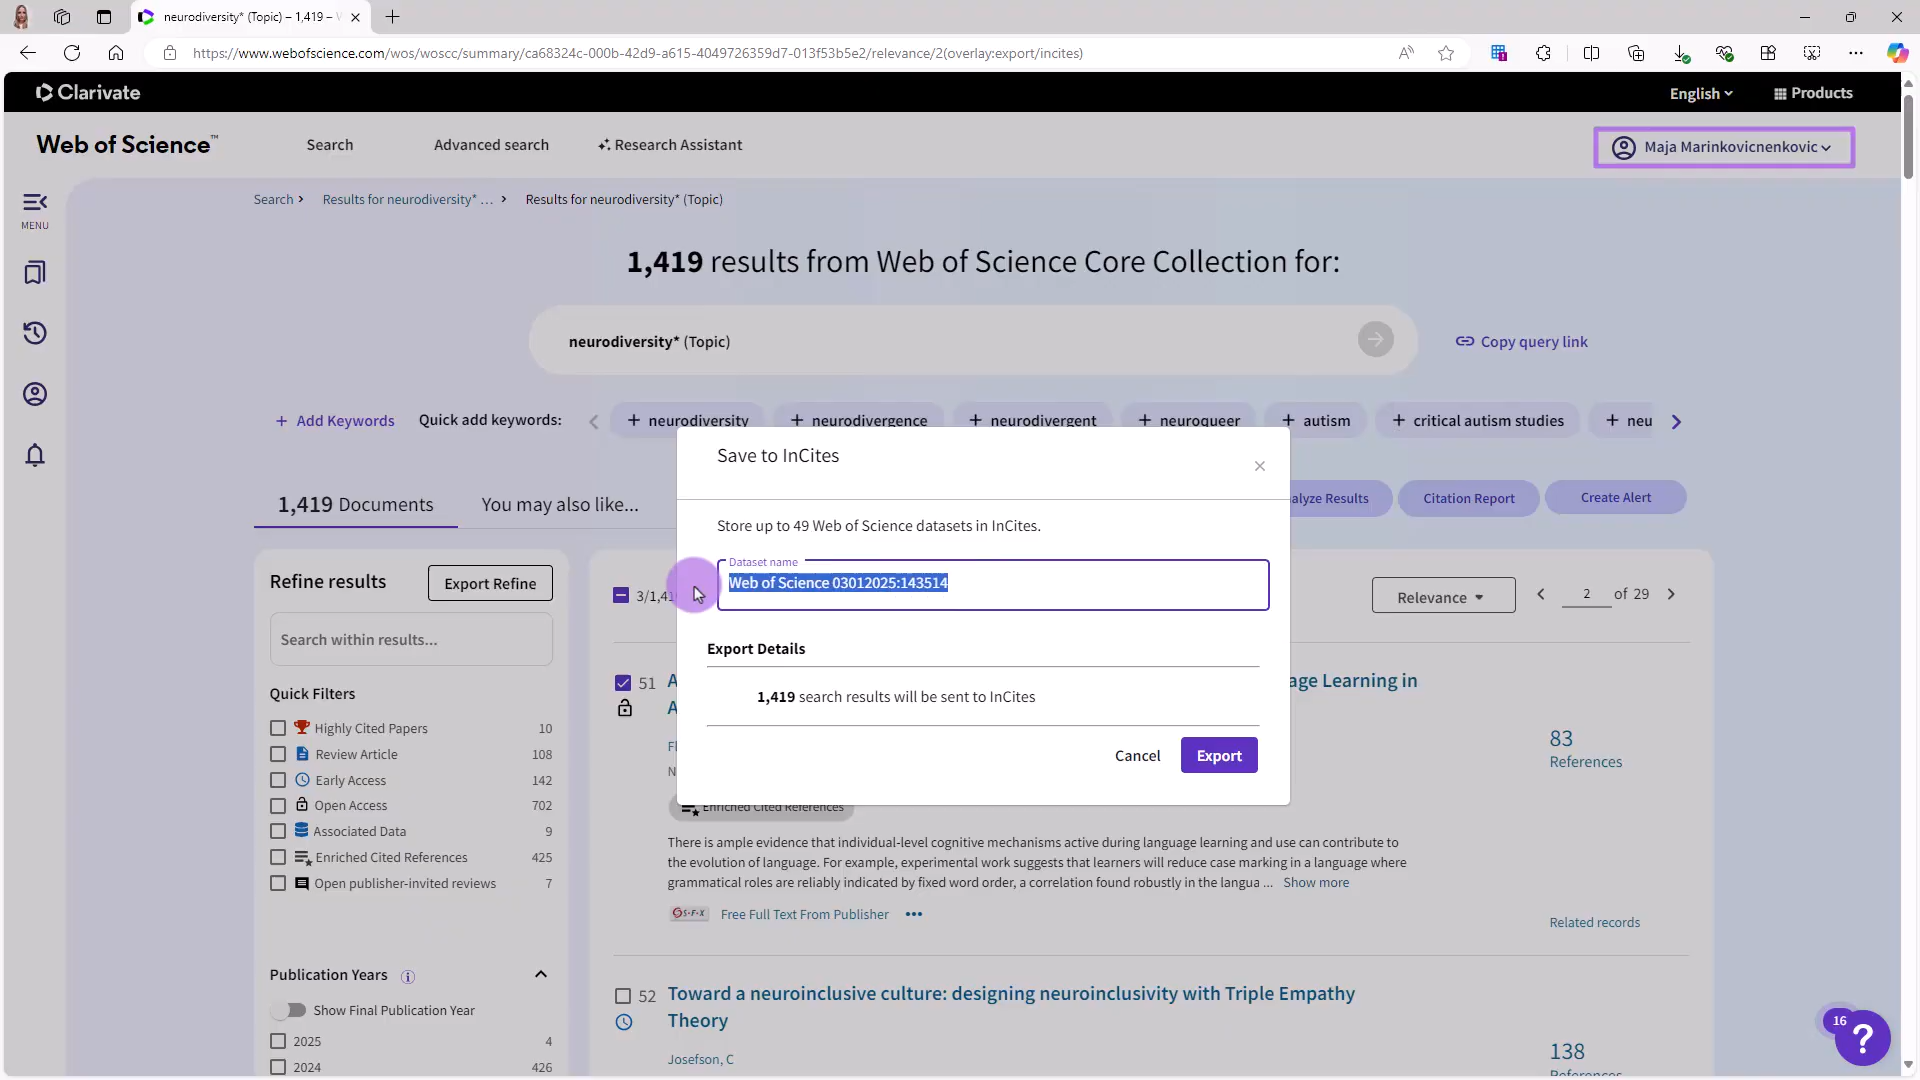 neurodiversity* (Topic) – 1,419 –
https://www.webofscience.com/wos/woscc/summary/ca68324c-000b-42d9-a615-4049726359d7-013f53b5e2/relevance/2(overlay:export/incites)
Clarivate
English
Products
Web of Science™
Search
Advanced search
Research Assistant
Maja Marinkovicnenkovic
MENU
Search > Results for neurodiversity* ... > Results for neurodiversity* (Topic)
1,419 results from Web of Science Core Collection for:
neurodiversity* (Topic)
Copy query link
+ Add Keywords
Quick add keywords:
+ neurodiversity
+ neurodivergence
+ neurodivergent
+ neuroqueer
+ autism
+ critical autism studies
+ neu
Save to InCites
1,419 Documents
You may also like...
alyze Results
Citation Report
Create Alert
Store up to 49 Web of Science datasets in InCites.
Dataset name
Web of Science 03012025:143514
Refine results
Export Refine
3/1,41
Relevance
2 of 29
Search within results...
Export Details
1,419 search results will be sent to InCites
Cancel
Export
51
age Learning in
83
References
Quick Filters
Highly Cited Papers 10
Review Article 108
Early Access 142
Open Access 702
Associated Data 9
Enriched Cited References 425
Open publisher-invited reviews 7
Enriched Cited References
There is ample evidence that individual-level cognitive mechanisms active during language learning and use can contribute to
the evolution of language. For example, experimental work suggests that learners will reduce case marking in a language where
grammatical roles are reliably indicated by fixed word order, a correlation found robustly in the langua ... Show more
S·F·X
Free Full Text From Publisher
Related records
Publication Years
Show Final Publication Year
2025 4
2024 426
52 Toward a neuroinclusive culture: designing neuroinclusivity with Triple Empathy
Theory
Josefson, C
138
References
16
?